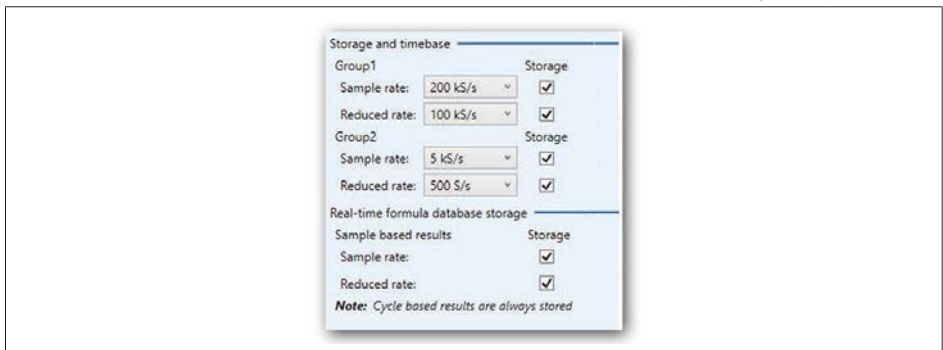 Storage and timebase
Group1 Storage
Sample rate: 200 kS/s
Reduced rate: 100 kS/s
Group2 Storage
Sample rate: 5 kS/s
Reduced rate: 500 S/s
Real-time formula database storage
Sample based results Storage
Sample rate:
Reduced rate:
Note: Cycle based results are always stored